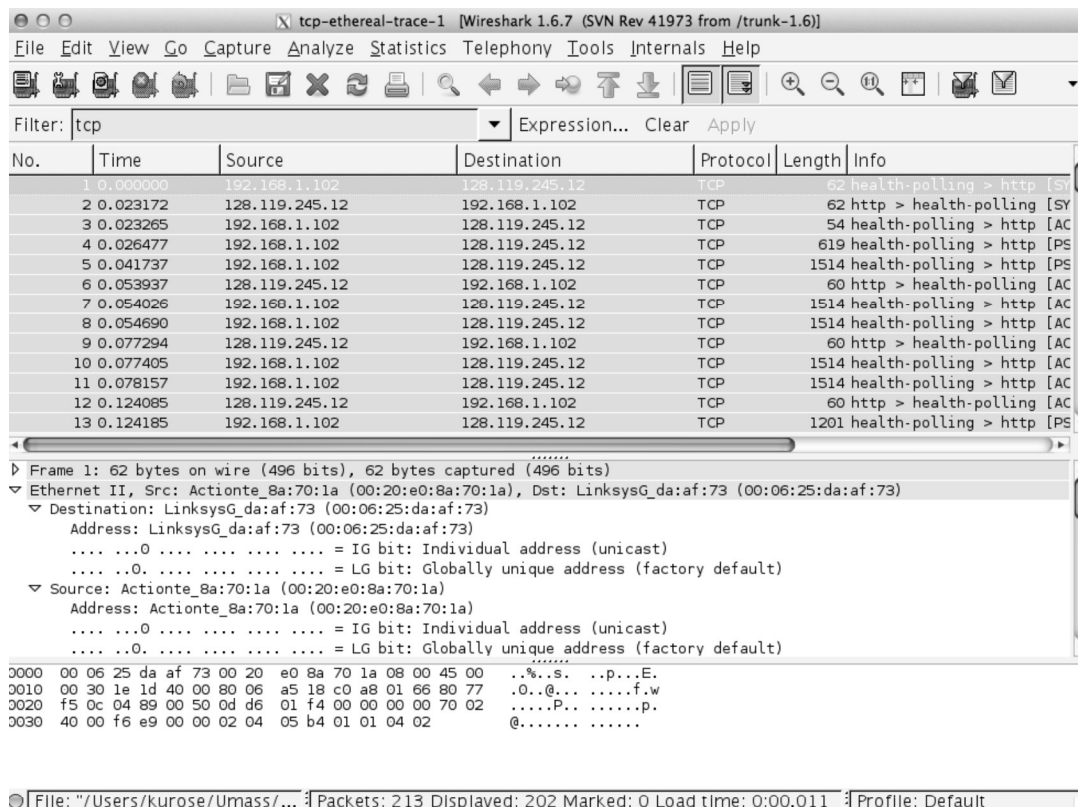 tcp-ethereal-trace-1 [Wireshark 1.6.7 (SVN Rev 41973 from /trunk-1.6)]
File Edit View Go Capture Analyze Statistics Telephony Tools Internals Help
Filter: tcp Expression... Clear Apply
No. Time Source Destination Protocol Length Info
1 0.000000 192.168.1.102 128.119.245.12 TCP 62 health-polling > http [SY
2 0.023172 128.119.245.12 192.168.1.102 TCP 62 http > health-polling [SY
3 0.023265 192.168.1.102 128.119.245.12 TCP 54 health-polling > http [AC
4 0.026477 192.168.1.102 128.119.245.12 TCP 619 health-polling > http [PS
5 0.041737 192.168.1.102 128.119.245.12 TCP 1514 health-polling > http [PS
6 0.053937 128.119.245.12 192.168.1.102 TCP 60 http > health-polling [AC
7 0.054026 192.168.1.102 128.119.245.12 TCP 1514 health-polling > http [AC
8 0.054690 192.168.1.102 128.119.245.12 TCP 1514 health-polling > http [AC
9 0.077294 128.119.245.12 192.168.1.102 TCP 60 http > health-polling [AC
10 0.077405 192.168.1.102 128.119.245.12 TCP 1514 health-polling > http [AC
11 0.078157 192.168.1.102 128.119.245.12 TCP 1514 health-polling > http [AC
12 0.124085 128.119.245.12 192.168.1.102 TCP 60 http > health-polling [AC
13 0.124185 192.168.1.102 128.119.245.12 TCP 1201 health-polling > http [PS
Frame 1: 62 bytes on wire (496 bits), 62 bytes captured (496 bits)
Ethernet II, Src: Actionte_8a:70:1a (00:20:e0:8a:70:1a), Dst: LinksysG_da:af:73 (00:06:25:da:af:73)
Destination: LinksysG_da:af:73 (00:06:25:da:af:73)
Address: LinksysG_da:af:73 (00:06:25:da:af:73)
.... ...0 .... .... .... .... = IG bit: Individual address (unicast)
.... ..0. .... .... .... .... = LG bit: Globally unique address (factory default)
Source: Actionte_8a:70:1a (00:20:e0:8a:70:1a)
Address: Actionte_8a:70:1a (00:20:e0:8a:70:1a)
.... ...0 .... .... .... .... = IG bit: Individual address (unicast)
.... ..0. .... .... .... .... = LG bit: Globally unique address (factory default)
0000 00 06 25 da af 73 00 20 e0 8a 70 1a 08 00 45 00 ..%..s. ..p...E.
0010 00 30 1e 1d 40 00 80 06 a5 18 c0 a8 01 66 80 77 .0..@... .....f.w
0020 f5 0c 04 89 00 50 0d d6 01 f4 00 00 00 00 70 02 .....P.. ......p.
0030 40 00 f6 e9 00 00 02 04 05 b4 01 01 04 02 @....... ......
File: "/Users/kurose/Umass/... Packets: 213 Displayed: 202 Marked: 0 Load time: 0:00.011 Profile: Default